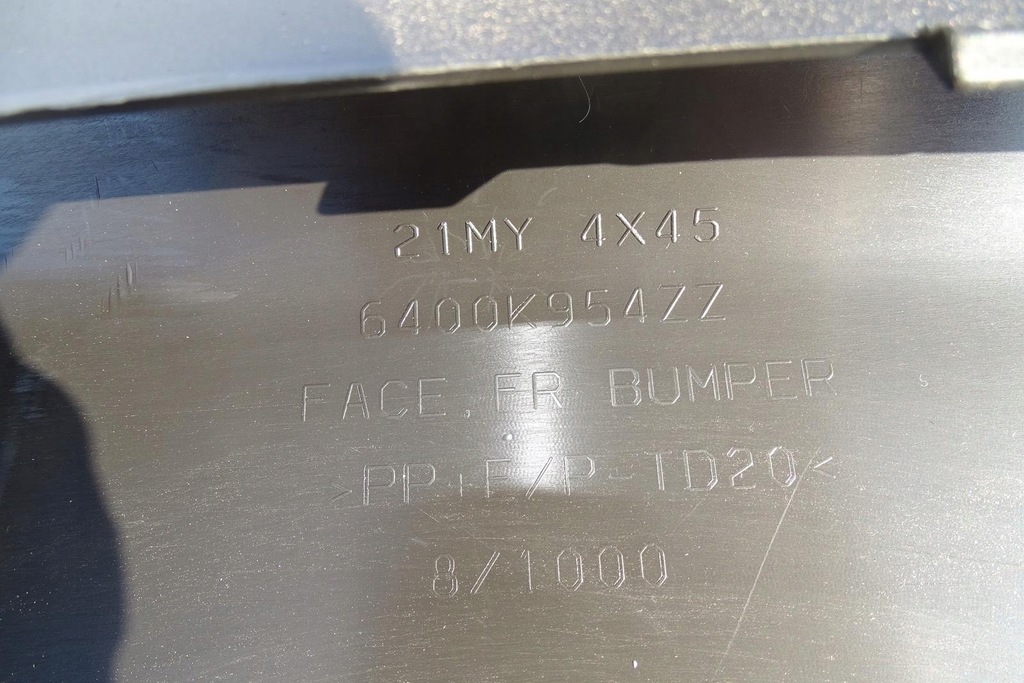 21MY 4X45
6400K954ZZ
FACE, FR BUMPER
>PP+E/P-TD20<
8/1000